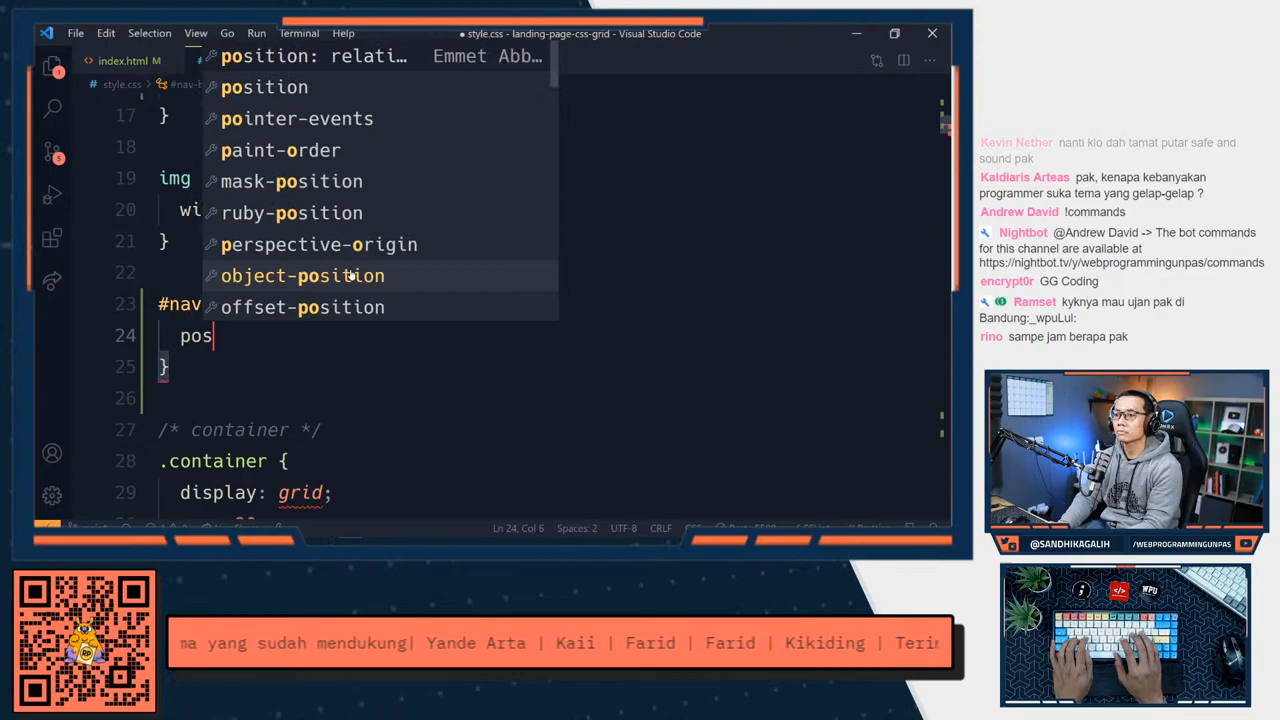 File Edit Selection View Go Run Terminal Help
● style.css - landing-page-css-grid - Visual Studio Code
index.html M
style.css > #nav-
position: relati… Emmet Abb…
position
pointer-events
paint-order
mask-position
ruby-position
perspective-origin
object-position
offset-position
17 }
18
19 img
20 wi
21 }
22
23 #nav
24 pos
25 }
26
27 /* container */
28 .container {
29 display: grid;
Ln 24, Col 6 Spaces: 2 UTF-8 CRLF
1
5
Kevin Nether nanti klo dah tamat putar safe and
sound pak
Kaldiaris Arteas pak, kenapa kebanyakan
programmer suka tema yang gelap-gelap ?
Andrew David !commands
Nightbot @Andrew David -> The bot commands
for this channel are available at
https://nightbot.tv/y/webprogrammingunpas/commands
encrypt0r GG Coding
Ramset kyknya mau ujan pak di
Bandung:_wpuLul:
rino sampe jam berapa pak
@SANDHIKAGALIH /WEBPROGRAMMINGUNPAS
; </> WPU
RP
ma yang sudah mendukung| Yande Arta | Kaii | Farid | Farid | Kikiding | Teri